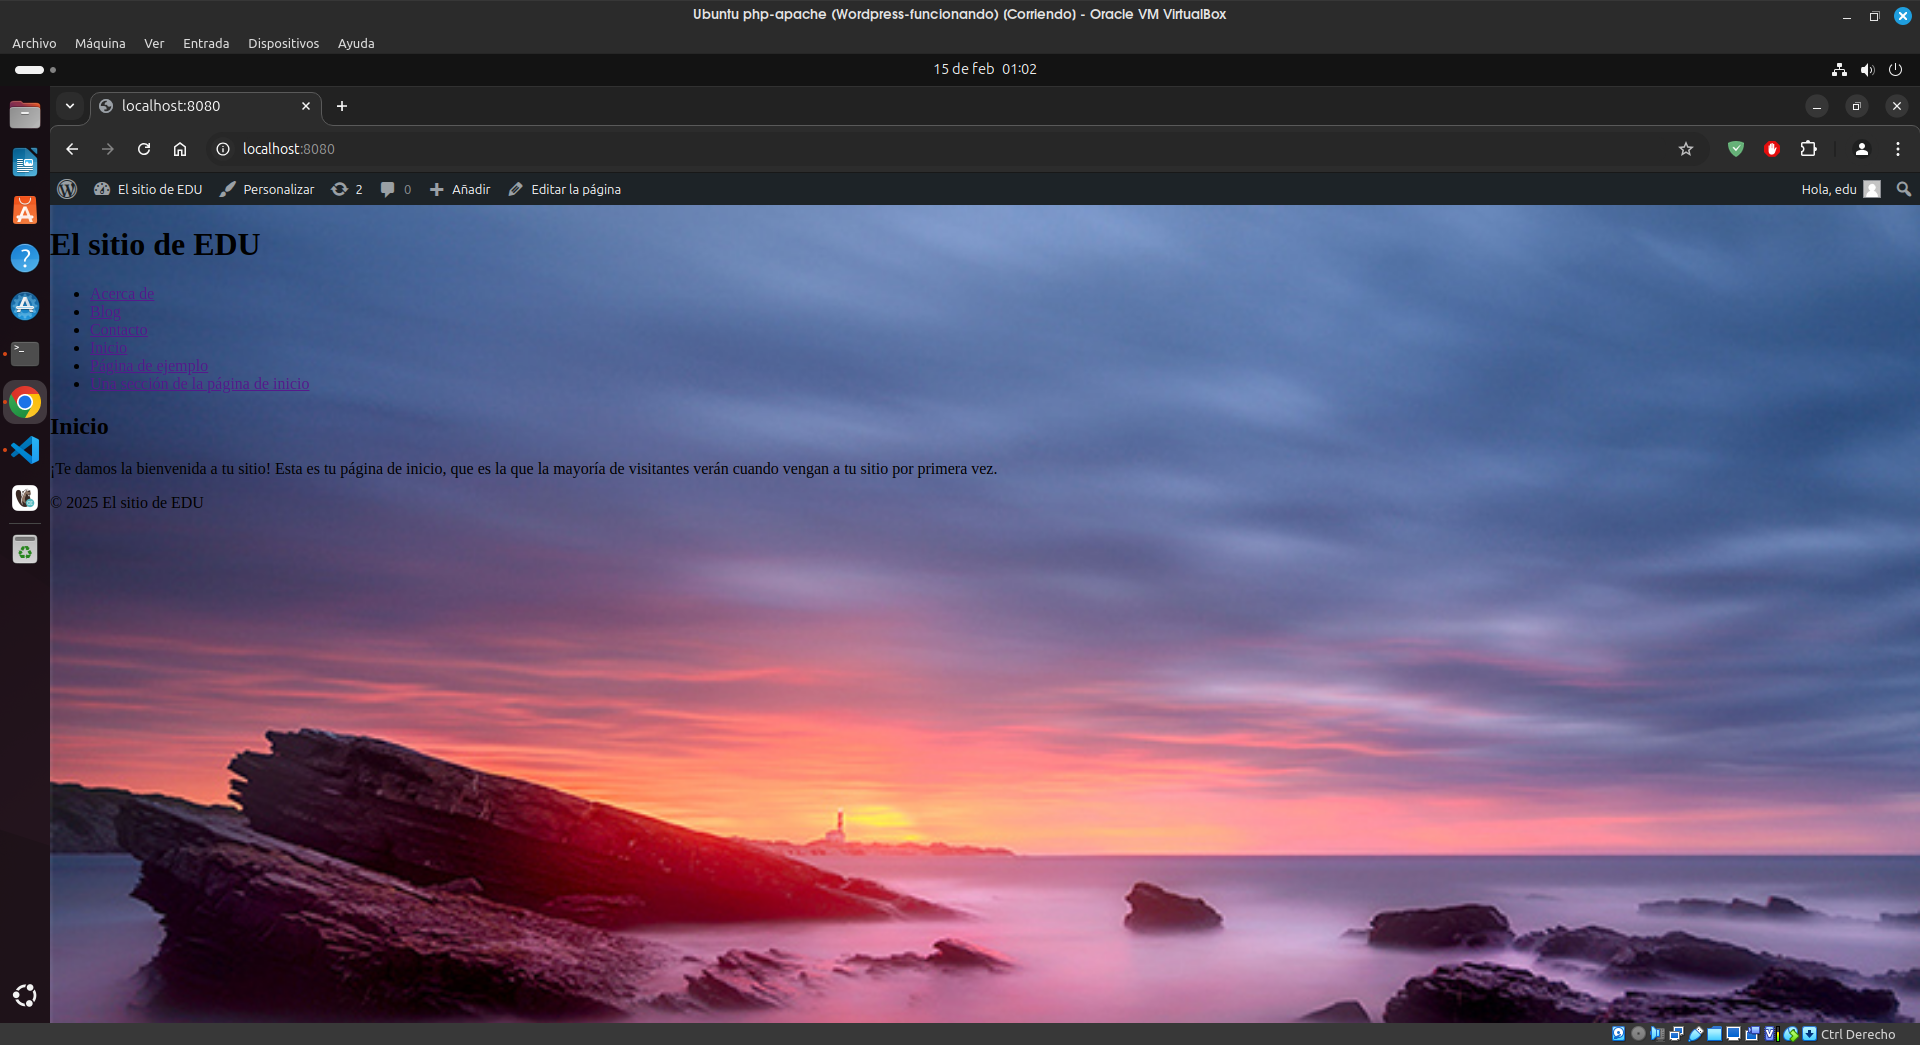 Ubuntu php-apache (Wordpress-funcionando) [Corriendo] - Oracle VM VirtualBox
Archivo Máquina Ver Entrada Dispositivos Ayuda
15 de feb 01:02
localhost:8080
localhost:8080
El sitio de EDU Personalizar 2 0 Añadir Editar la página Hola, edu
El sitio de EDU
Acerca de
Blog
Contacto
Inicio
Página de ejemplo
Una sección de la página de inicio
Inicio
¡Te damos la bienvenida a tu sitio! Esta es tu página de inicio, que es la que la mayoría de visitantes verán cuando vengan a tu sitio por primera vez.
© 2025 El sitio de EDU
Ctrl Derecho